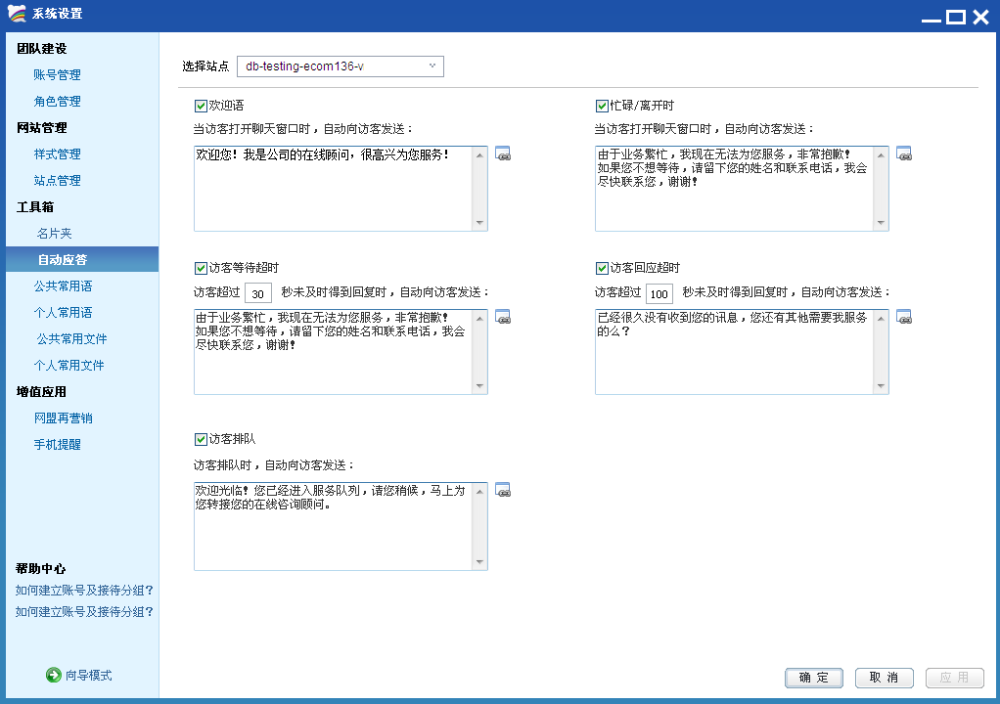 系统设置
团队建设
账号管理
角色管理
网站管理
样式管理
站点管理
工具箱
名片夹
自动应答
公共常用语
个人常用语
公共常用文件
个人常用文件
增值应用
网盟再营销
手机提醒
帮助中心
如何建立账号及接待分组？
如何建立账号及接待分组？
向导模式
选择站点 db-testing-ecom136-v
欢迎语
当访客打开聊天窗口时，自动向访客发送：
欢迎您！我是公司的在线顾问，很高兴为您服务！
忙碌/离开时
当访客打开聊天窗口时，自动向访客发送：
由于业务繁忙，我现在无法为您服务，非常抱歉！
如果您不想等待，请留下您的姓名和联系电话，我会
尽快联系您，谢谢！
访客等待超时
访客超过 30 秒未及时得到回复时，自动向访客发送：
由于业务繁忙，我现在无法为您服务，非常抱歉！
如果您不想等待，请留下您的姓名和联系电话，我会
尽快联系您，谢谢！
访客回应超时
访客超过 100 秒未及时得到回复时，自动向访客发送：
已经很久没有收到您的讯息，您还有其他需要我服务
的么？
访客排队
访客排队时，自动向访客发送：
欢迎光临！您已经进入服务队列，请您稍候，马上为
您转接您的在线咨询顾问。
确 定
取 消
应 用